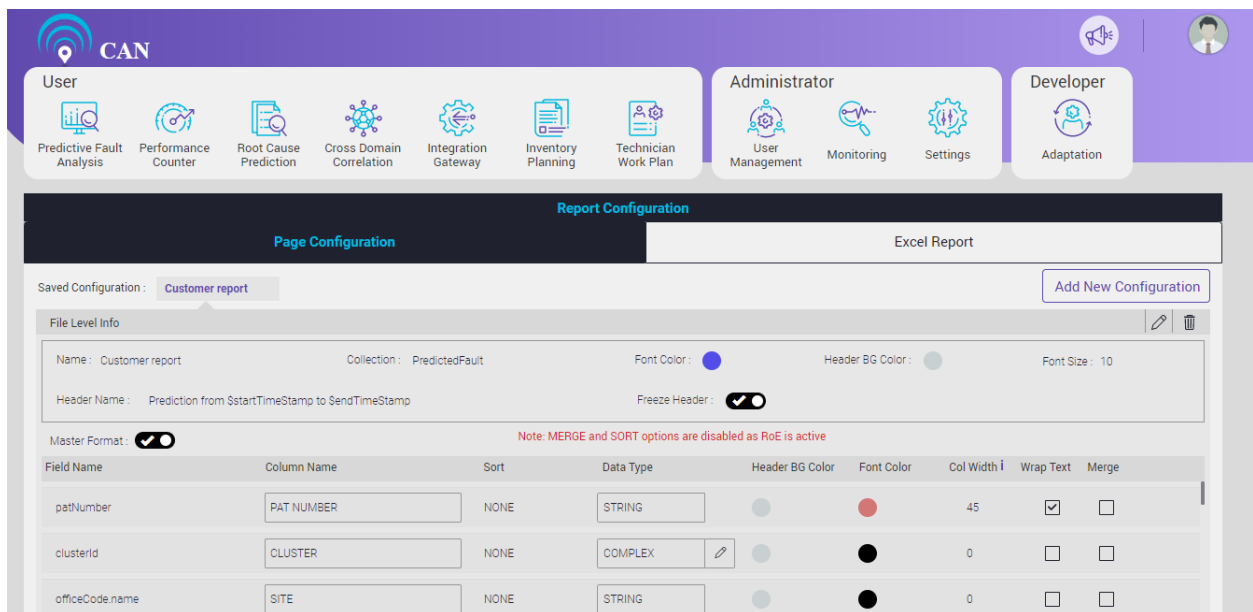 CAN
User
Administrator
Developer
Predictive Fault Analysis
Performance Counter
Root Cause Prediction
Cross Domain Correlation
Integration Gateway
Inventory Planning
Technician Work Plan
User Management
Monitoring
Settings
Adaptation
Report Configuration
Page Configuration
Excel Report
Saved Configuration : Customer report
Add New Configuration
File Level Info
Name : Customer report Collection : PredictedFault Font Color : Header BG Color : Font Size : 10
Header Name : Prediction from $startTimeStamp to $endTimeStamp Freeze Header :
Master Format : Note: MERGE and SORT options are disabled as RoE is active
Field Name Column Name Sort Data Type Header BG Color Font Color Col Width i Wrap Text Merge
patNumber PAT NUMBER NONE STRING 45
clusterId CLUSTER NONE COMPLEX 0
officeCode.name SITE NONE STRING 0